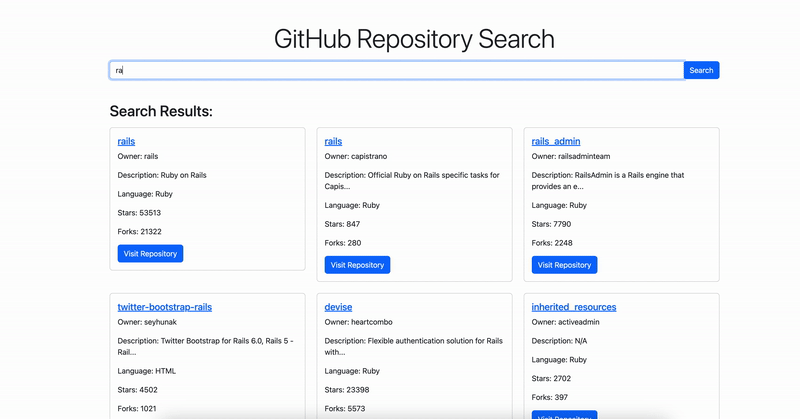 GitHub Repository Search
ra
Search
Search Results:
rails
Owner: rails
Description: Ruby on Rails
Language: Ruby
Stars: 53513
Forks: 21322
Visit Repository
rails
Owner: capistrano
Description: Official Ruby on Rails specific tasks for
Capis...
Language: Ruby
Stars: 847
Forks: 280
Visit Repository
rails_admin
Owner: railsadminteam
Description: RailsAdmin is a Rails engine that
provides an e...
Language: Ruby
Stars: 7790
Forks: 2248
Visit Repository
twitter-bootstrap-rails
Owner: seyhunak
Description: Twitter Bootstrap for Rails 6.0, Rails 5 -
Rail...
Language: HTML
Stars: 4502
Forks: 1021
devise
Owner: heartcombo
Description: Flexible authentication solution for Rails
with...
Language: Ruby
Stars: 23398
Forks: 5573
inherited_resources
Owner: activeadmin
Description: N/A
Language: Ruby
Stars: 2702
Forks: 397
Visit Repository